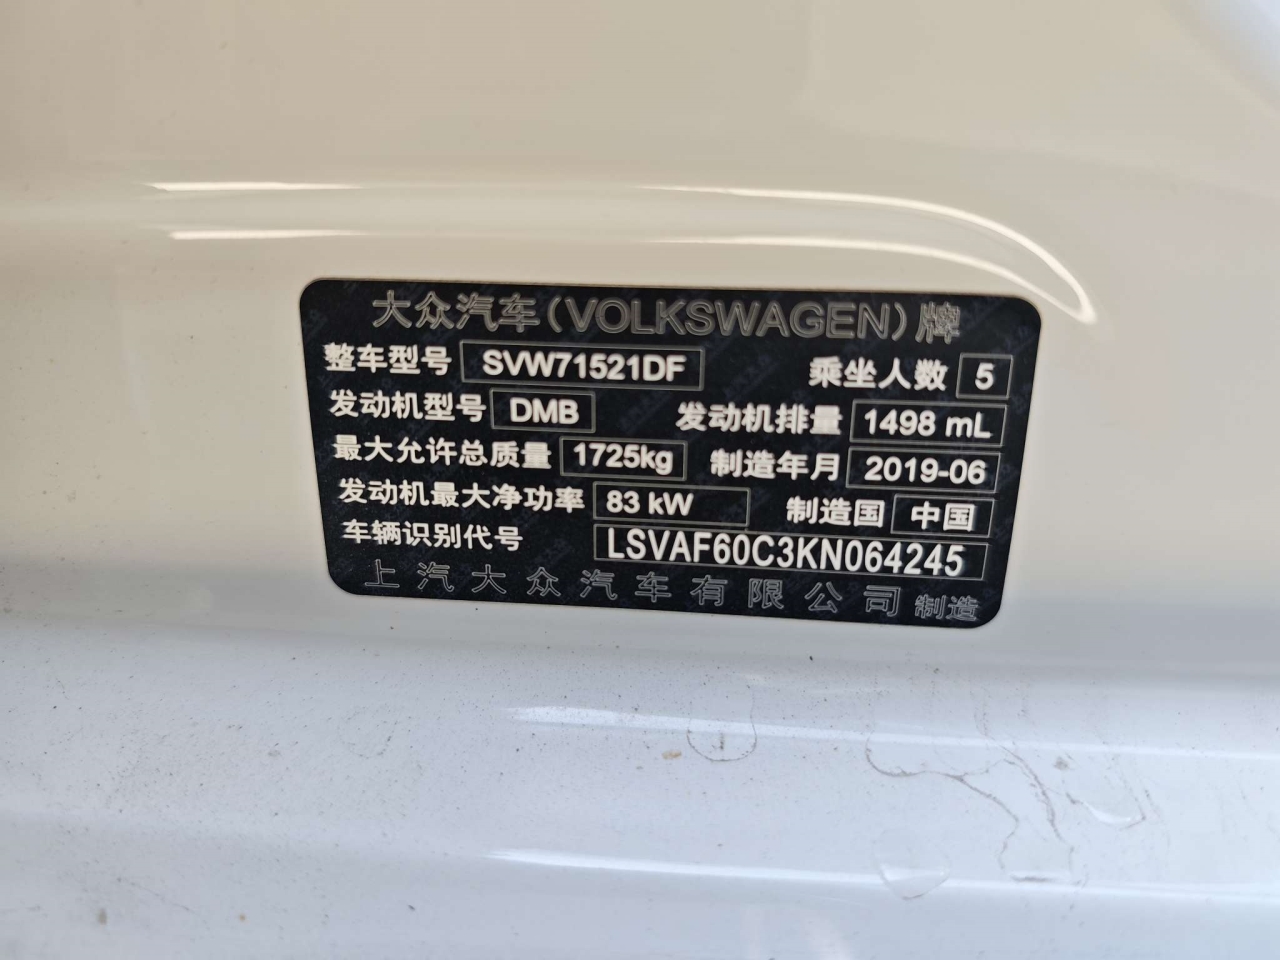 大众汽车(VOLKSWAGEN)牌
整车型号 SVW71521DF 乘坐人数 5
发动机型号 DMB 发动机排量 1498 mL
最大允许总质量 1725kg 制造年月 2019-06
发动机最大净功率 83 kW 制造国 中国
车辆识别代号 LSVAF60C3KN064245
上汽大众汽车有限公司 制造